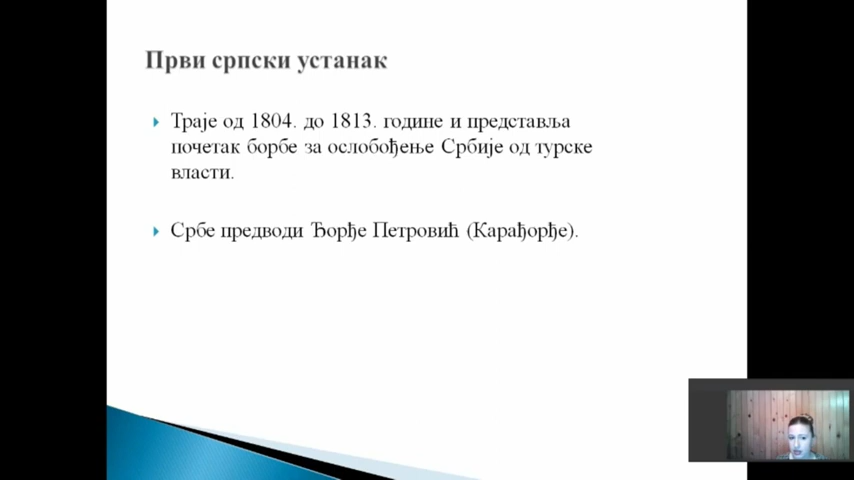 Први српски устанак
Траје од 1804. до 1813. године и представља
почетак борбе за ослобођење Србије од турске
власти.
Србе предводи Ђорђе Петровић (Карађорђе).